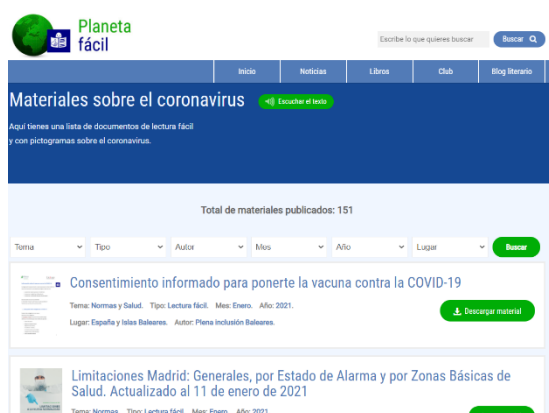 Planeta
fácil
Escribe lo que quieres buscar
Buscar
Inicio
Noticias
Libros
Club
Blog literario
Materiales sobre el coronavirus
Escuchar el texto
Aquí tienes una lista de documentos de lectura fácil
y con pictogramas sobre el coronavirus.
Total de materiales publicados: 151
Tema
Tipo
Autor
Mes
Año
Lugar
Buscar
Consentimiento informado para ponerte la vacuna contra la COVID-19
Tema: Normas y Salud. Tipo: Lectura fácil. Mes: Enero. Año: 2021.
Lugar: España y Islas Baleares. Autor: Plena inclusión Baleares.
Descargar material
Limitaciones Madrid: Generales, por Estado de Alarma y por Zonas Básicas de
Salud. Actualizado al 11 de enero de 2021
Tema: Normas Tipo: Lectura fácil Mes: Enero Año: 2021